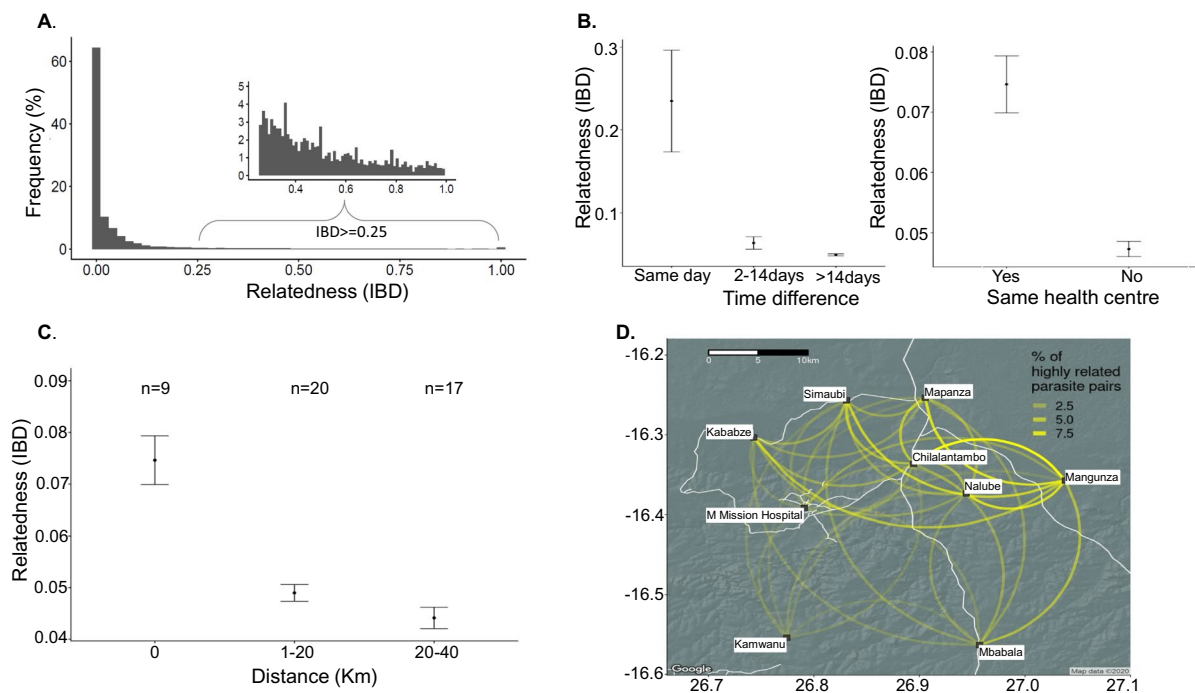 A.
Frequency (%)
60
40
20
0
5
4
3
2
1
0
0.4 0.6 0.8 1.0
IBD>=0.25
0.00 0.25 0.50 0.75 1.00
Relatedness (IBD)
B.
Relatedness (IBD)
0.3
0.2
0.1
Same day 2-14days >14days
Time difference
Relatedness (IBD)
0.08
0.07
0.06
0.05
Yes No
Same health centre
C.
Relatedness (IBD)
0.09
0.08
0.07
0.06
0.05
0.04
n=9 n=20 n=17
0 1-20 20-40
Distance (Km)
D.
-16.2
-16.3
-16.4
-16.5
-16.6
0 5 10km
% of
highly related
parasite pairs
2.5
5.0
7.5
Simaubi
Mapanza
Kababze
Chilalantambo
Mangunza
Nalube
M Mission Hospital
Kamwanu
Mbabala
Google
Map data ©2020
26.7 26.8 26.9 27.0 27.1